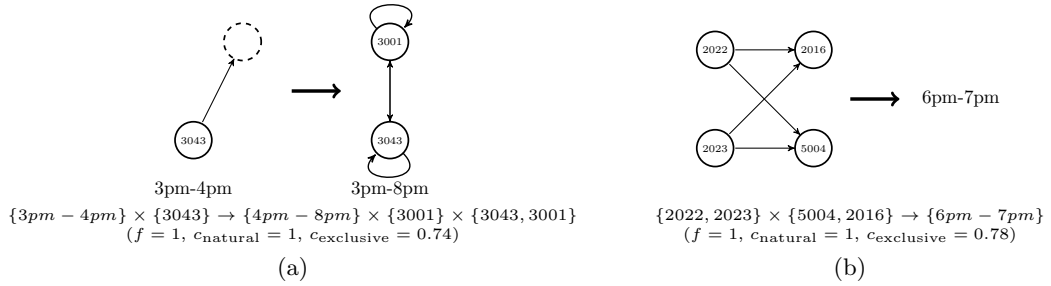 3001
3043
3043
3pm-4pm
3pm-8pm
{3pm − 4pm} × {3043} → {4pm − 8pm} × {3001} × {3043, 3001}
(f = 1, c_natural = 1, c_exclusive = 0.74)
(a)
2022
2016
6pm-7pm
2023
5004
{2022, 2023} × {5004, 2016} → {6pm − 7pm}
(f = 1, c_natural = 1, c_exclusive = 0.78)
(b)